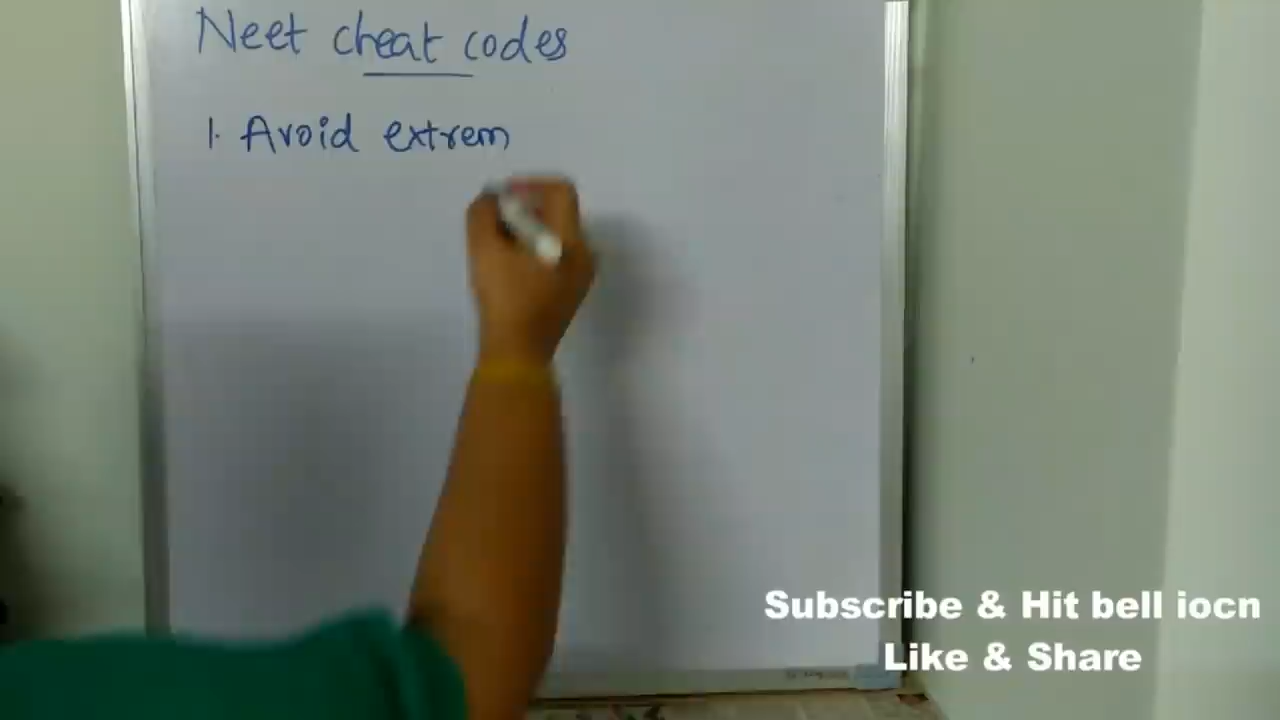 Neet cheat codes
1. Avoid extrem
Subscribe & Hit bell iocn
Like & Share